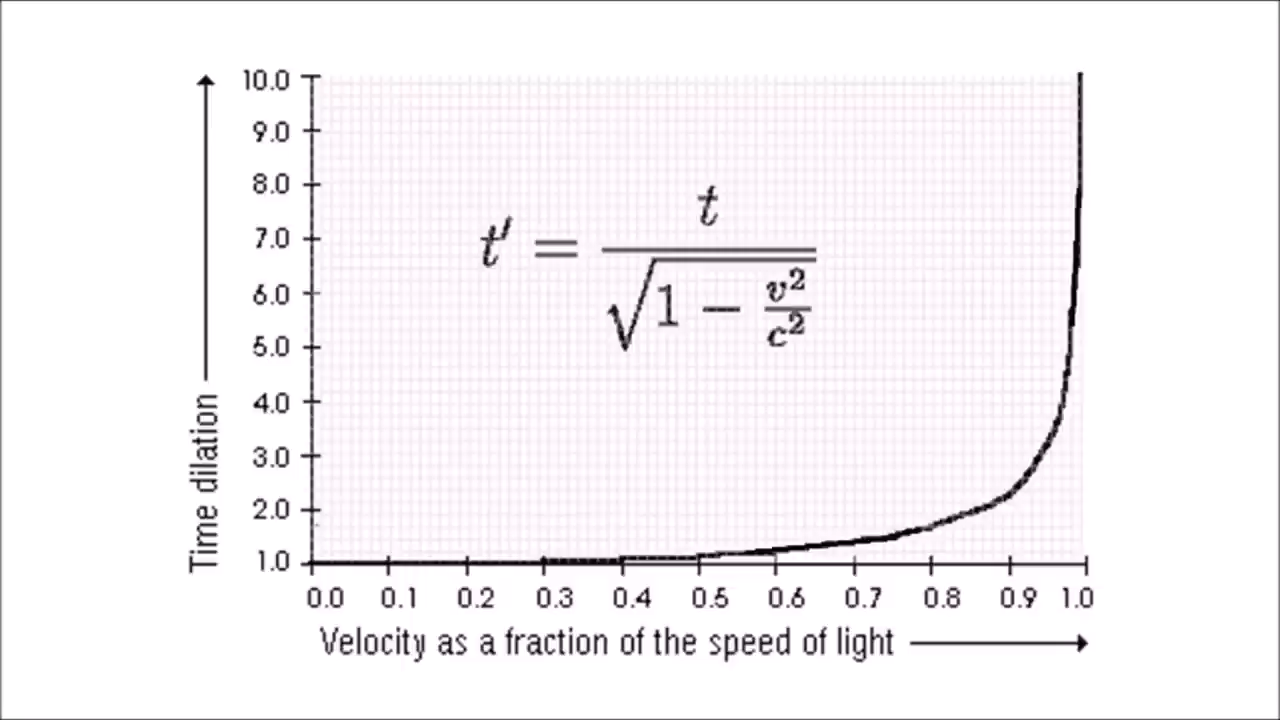 10.0
9.0
8.0
7.0
6.0
5.0
4.0
3.0
2.0
1.0
Time dilation
t′ = t / √(1 − v²/c²)
0.0 0.1 0.2 0.3 0.4 0.5 0.6 0.7 0.8 0.9 1.0
Velocity as a fraction of the speed of light